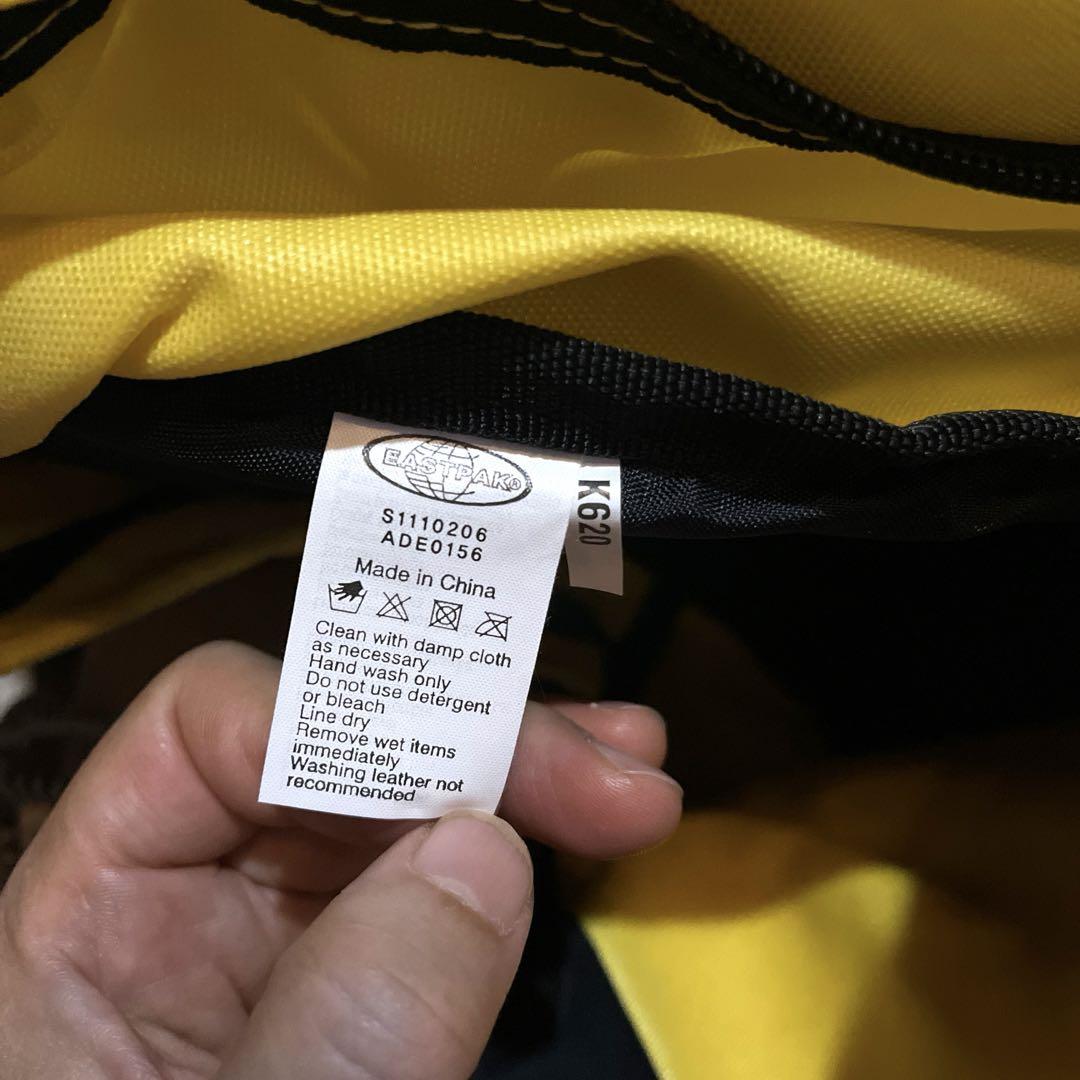 EASTPAK®
S1110206
ADE0156
Made in China
Clean with damp cloth
as necessary
Hand wash only
Do not use detergent
or bleach
Line dry
Remove wet items
immediately
Washing leather not
recommended
K620